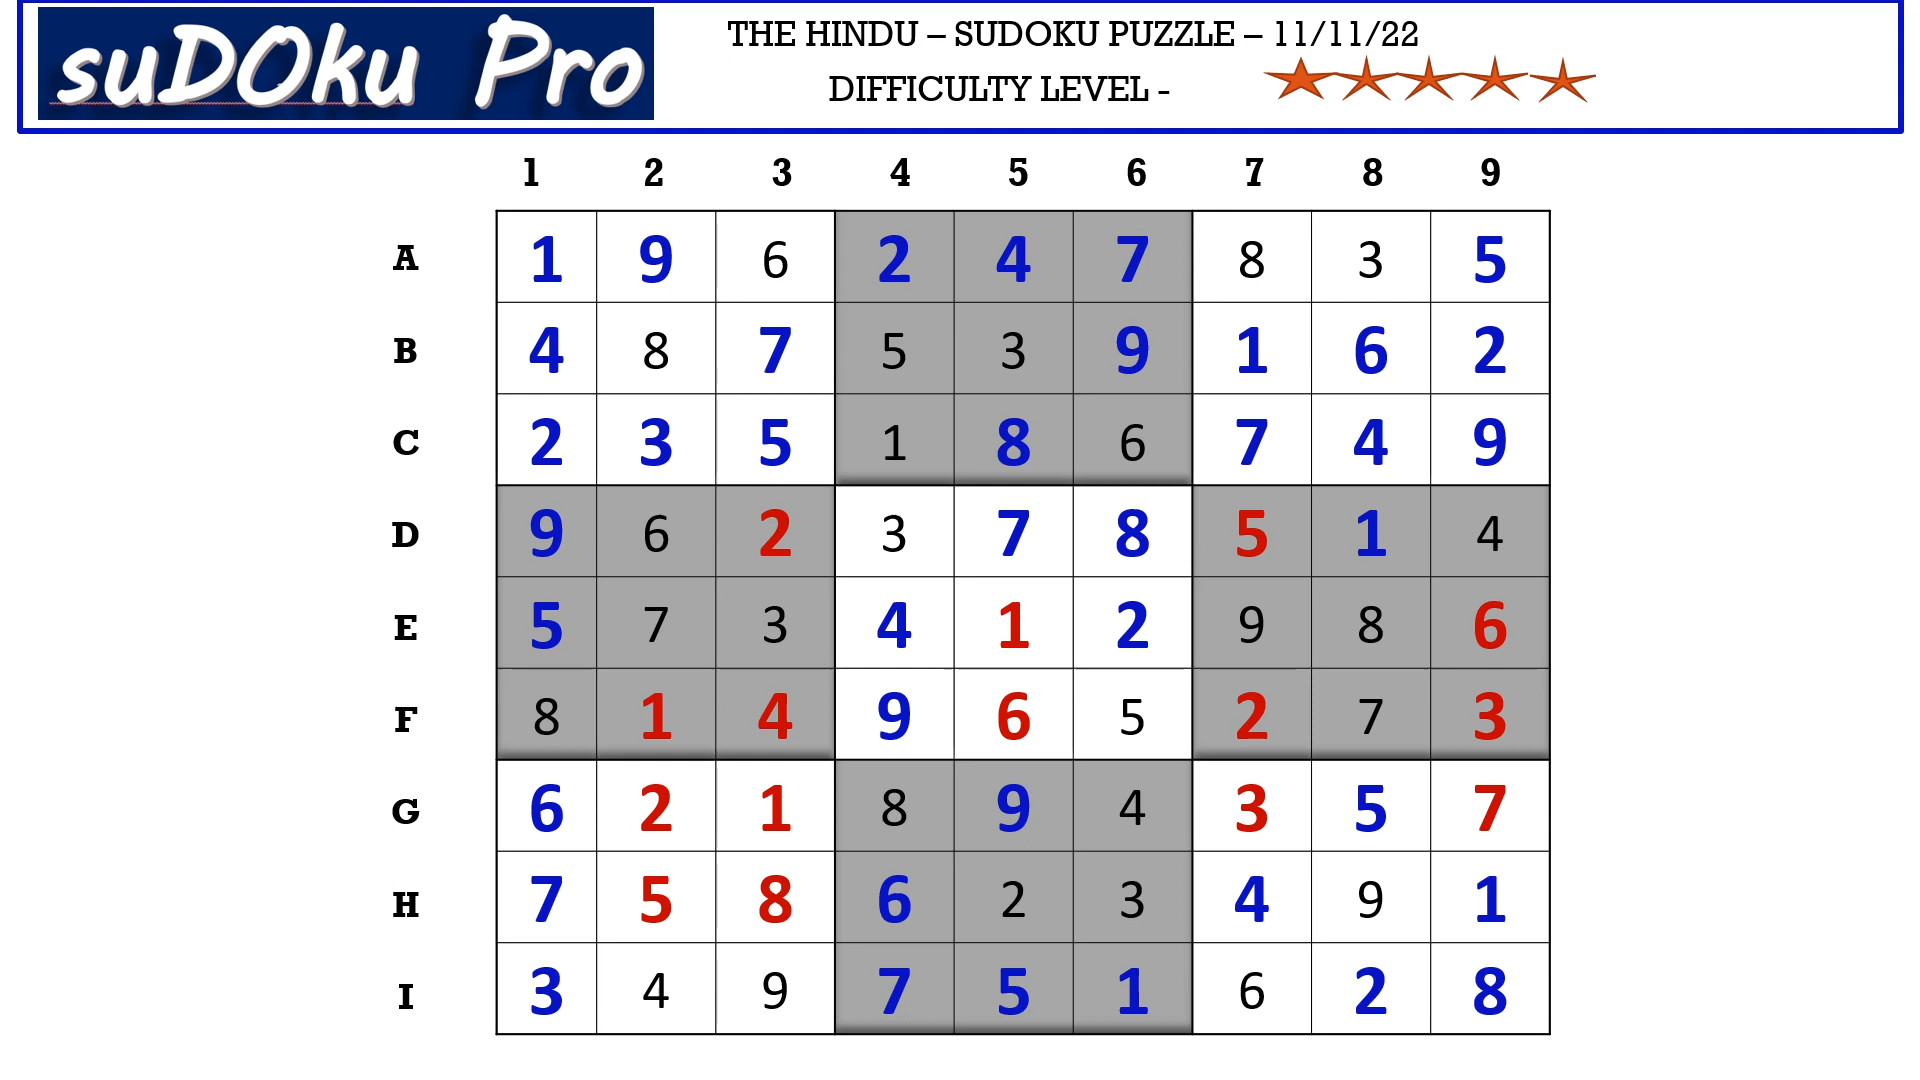 suDOku Pro
THE HINDU – SUDOKU PUZZLE – 11/11/22
DIFFICULTY LEVEL -
1 2 3 4 5 6 7 8 9
A 1 9 6 2 4 7 8 3 5
B 4 8 7 5 3 9 1 6 2
C 2 3 5 1 8 6 7 4 9
D 9 6 2 3 7 8 5 1 4
E 5 7 3 4 1 2 9 8 6
F 8 1 4 9 6 5 2 7 3
G 6 2 1 8 9 4 3 5 7
H 7 5 8 6 2 3 4 9 1
I 3 4 9 7 5 1 6 2 8